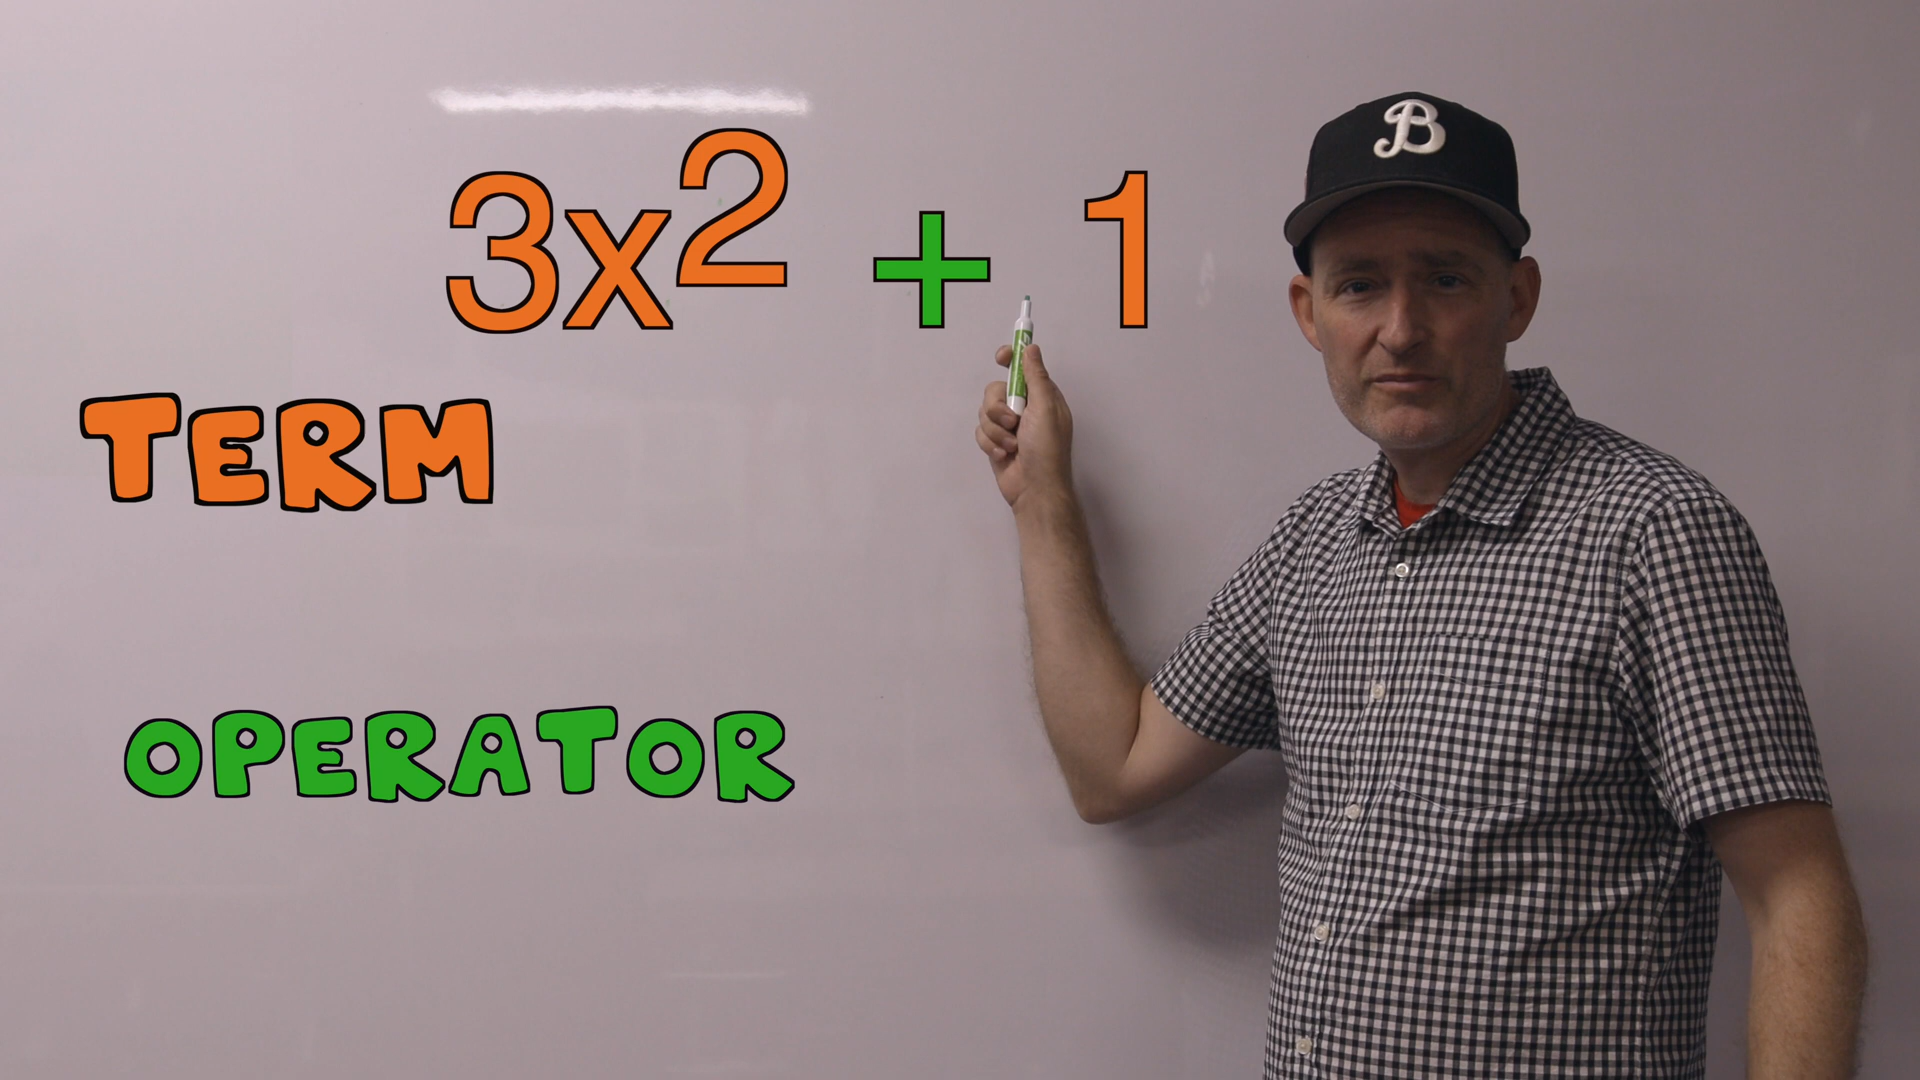 3x² + 1
TERM
OPERATOR
B